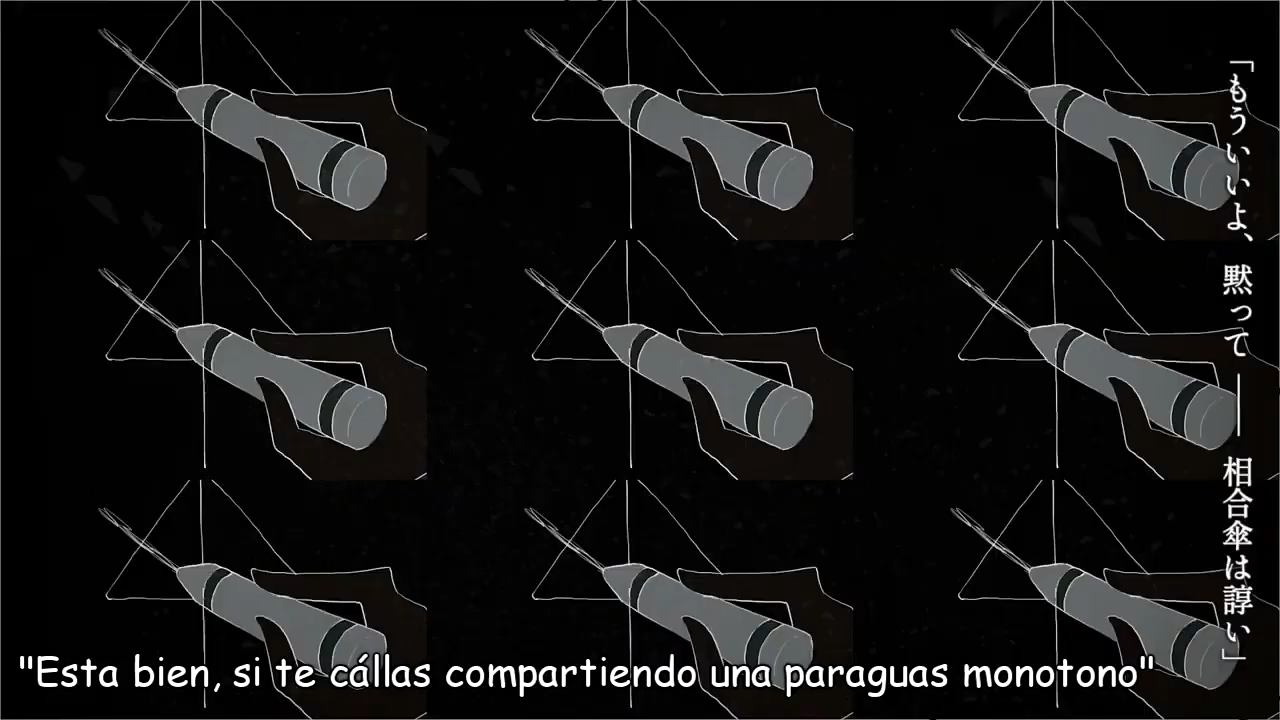 「もういいよ、黙って ── 相合傘は諄い」
"Esta bien, si te cállas compartiendo una paraguas monotono"